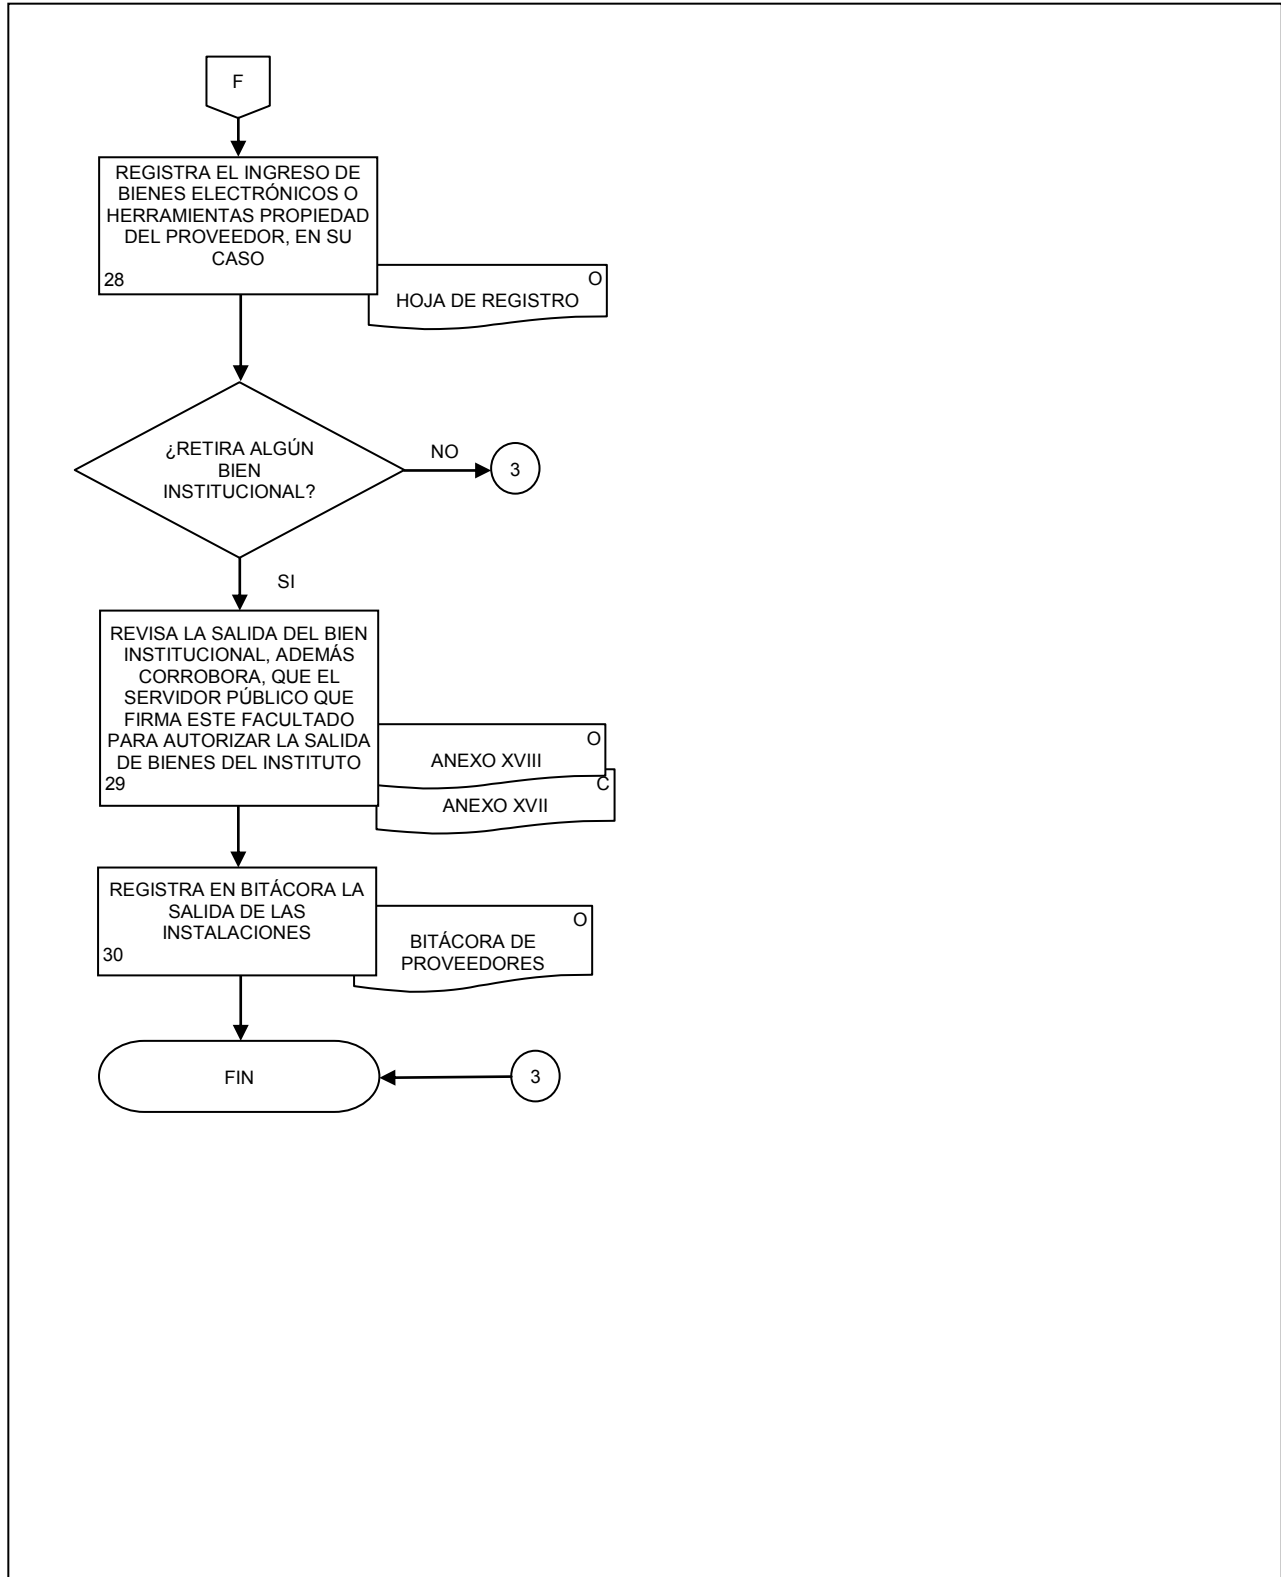 F
REGISTRA EL INGRESO DE
BIENES ELECTRÓNICOS O
HERRAMIENTAS PROPIEDAD
DEL PROVEEDOR, EN SU
CASO
28
O
HOJA DE REGISTRO
¿RETIRA ALGÚN
BIEN
INSTITUCIONAL?
NO
3
SI
REVISA LA SALIDA DEL BIEN
INSTITUCIONAL, ADEMÁS
CORROBORA, QUE EL
SERVIDOR PÚBLICO QUE
FIRMA ESTE FACULTADO
PARA AUTORIZAR LA SALIDA
DE BIENES DEL INSTITUTO
29
O
ANEXO XVIII
C
ANEXO XVII
REGISTRA EN BITÁCORA LA
SALIDA DE LAS
INSTALACIONES
30
O
BITÁCORA DE
PROVEEDORES
FIN
3